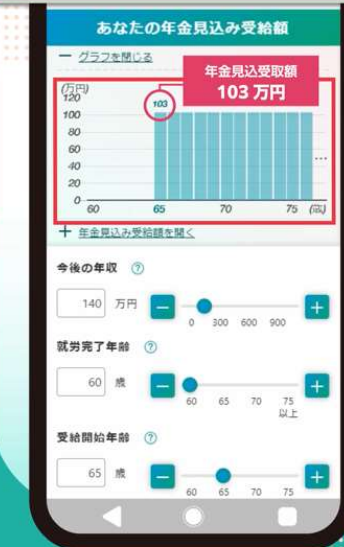 あなたの年金見込み受給額
グラフを閉じる
年金見込受取額
103 万円
(万円)
120
103
100
80
60
40
20
0
60 65 70 75 (歳)
年金見込み受給額を開く
今後の年収 ?
140 万円
0 300 600 900
就労完了年齢 ?
60 歳
60 65 70 75
以上
受給開始年齢 ?
65 歳
60 65 70 75